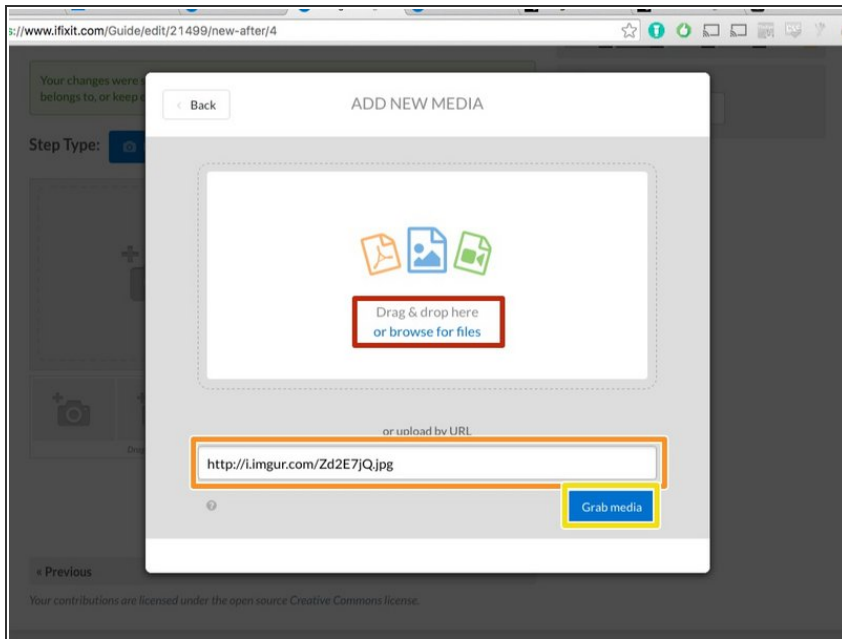 s://www.ifixit.com/Guide/edit/21499/new-after/4
Your changes were
belongs to, or keep
Step Type:
Back
ADD NEW MEDIA
Drag & drop here
or browse for files
or upload by URL
http://i.imgur.com/Zd2E7jQ.jpg
Grab media
« Previous
Your contributions are licensed under the open source Creative Commons license.